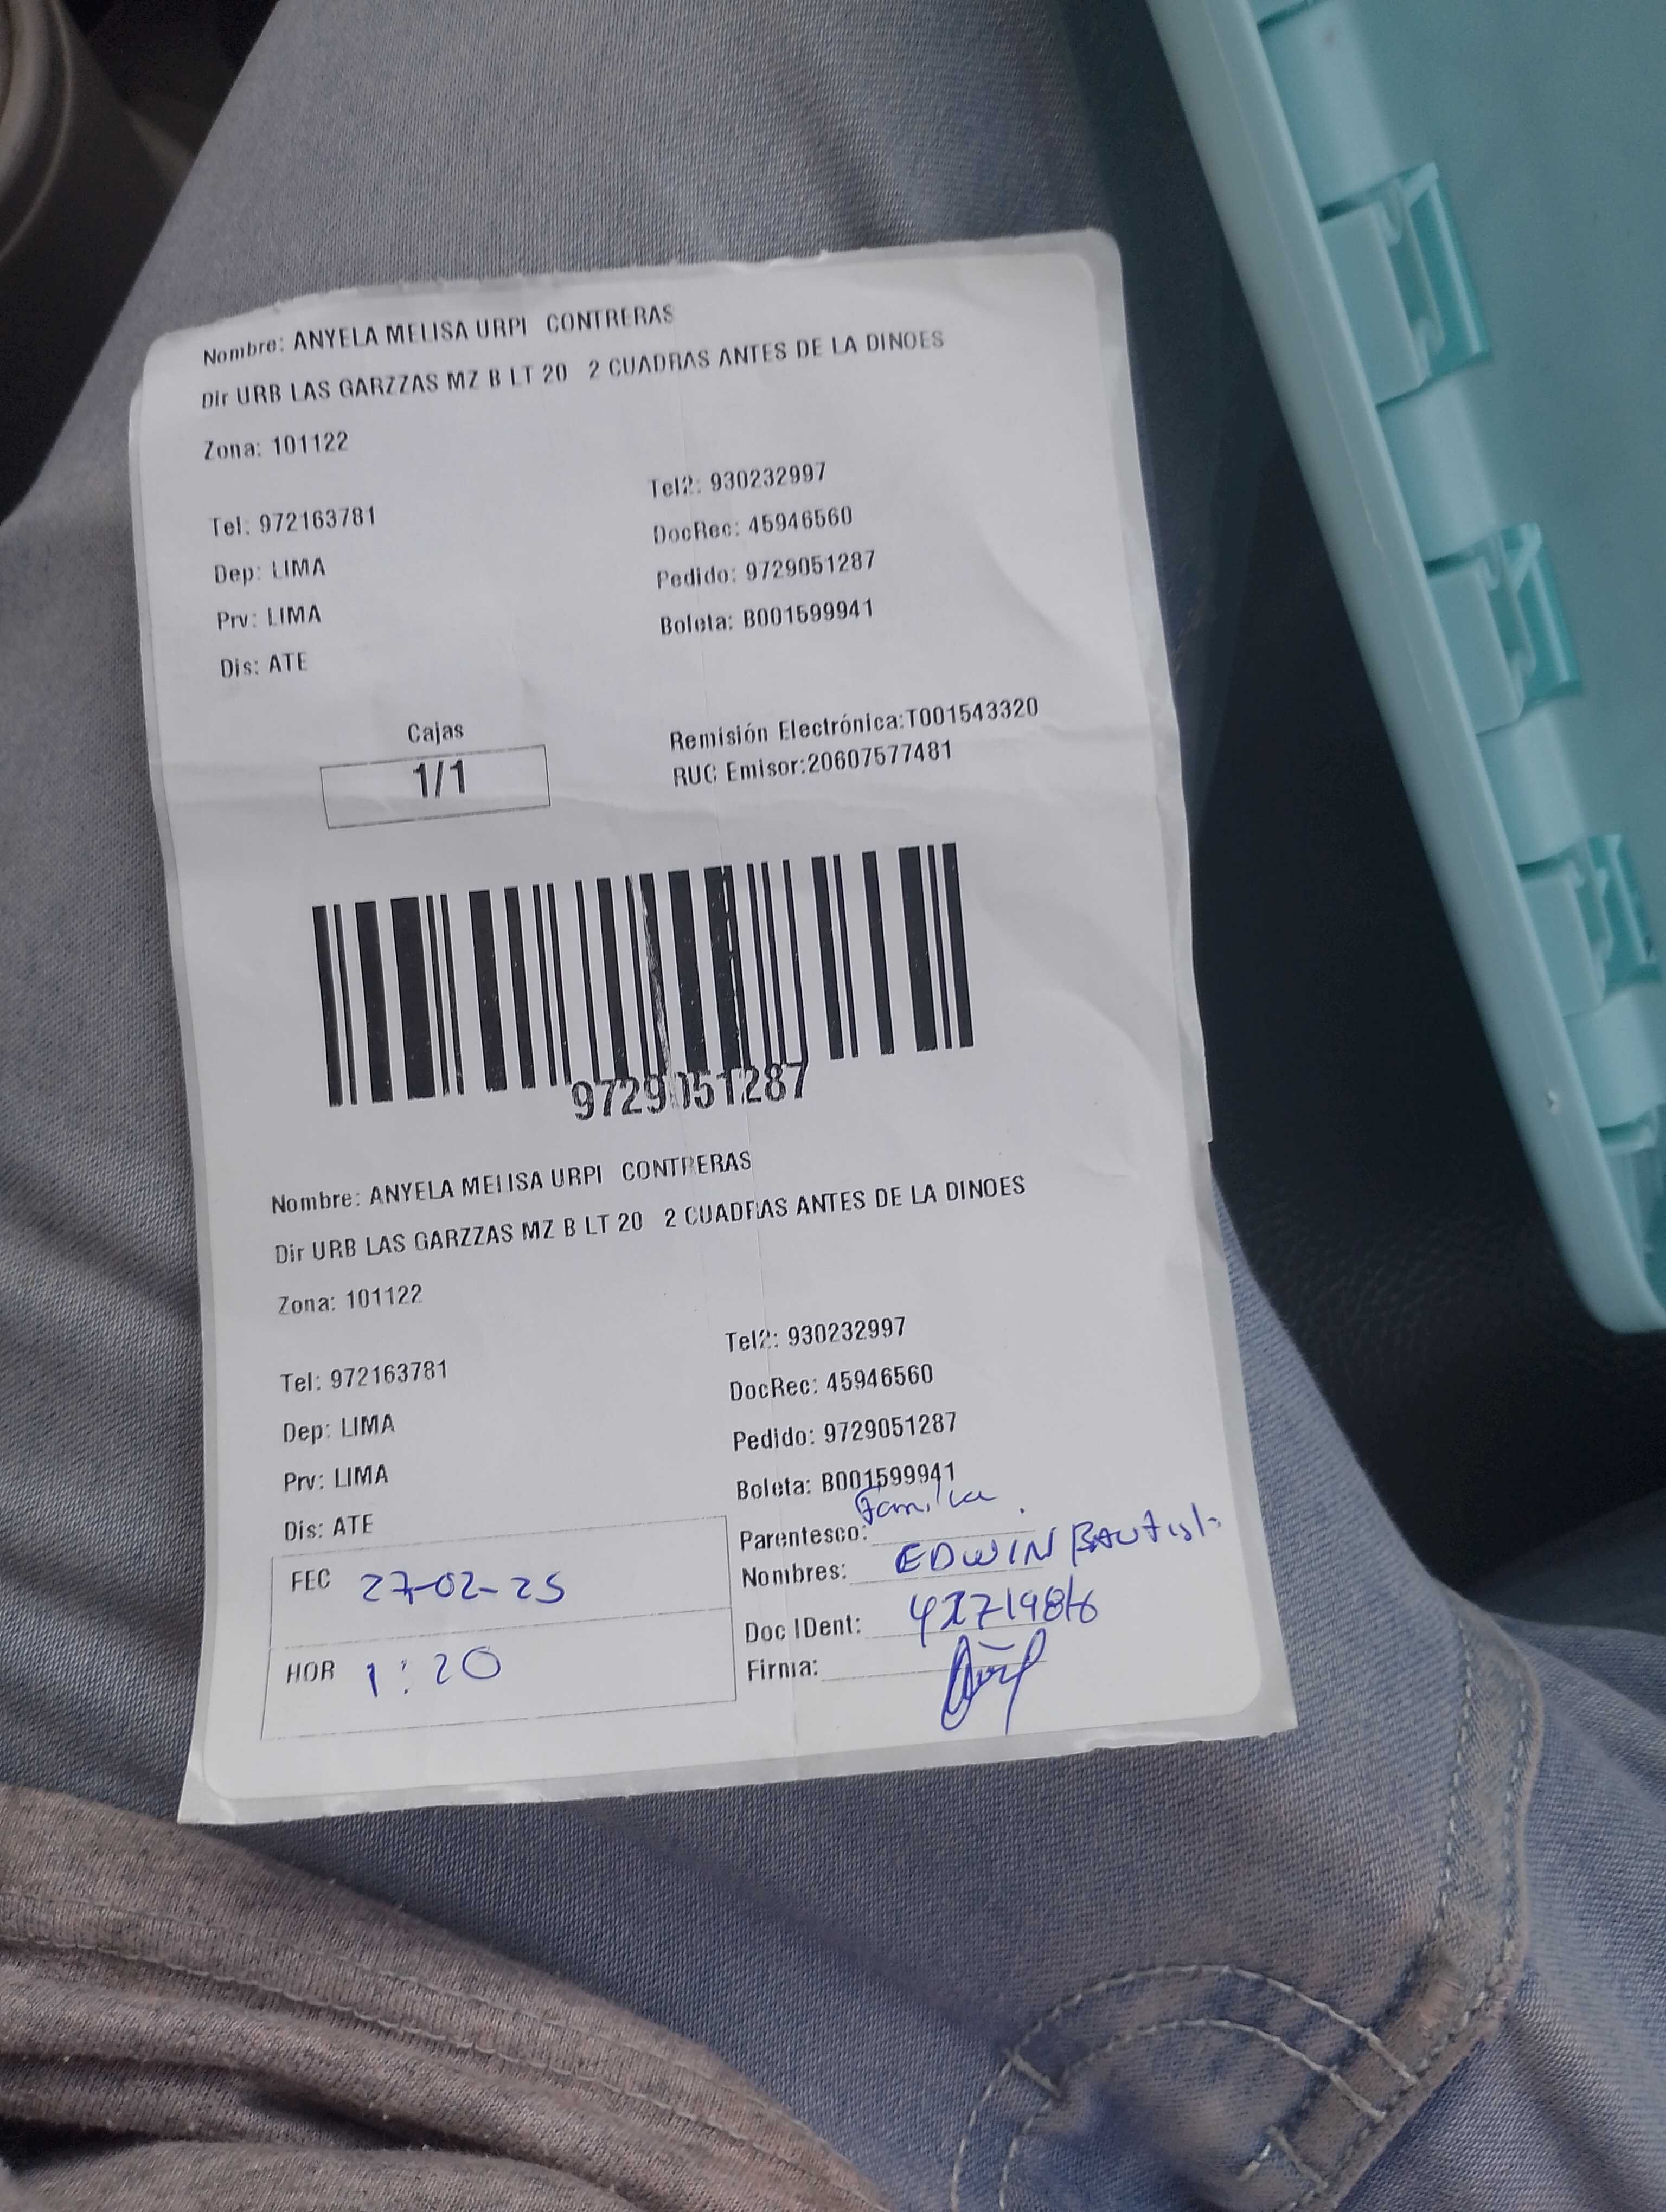 Nombre: ANYELA MELISA URPI CONTRERAS
Dir URB LAS GARZZAS MZ B LT 20 2 CUADRAS ANTES DE LA DINOES
Zona: 101122
Tel2: 930232997
Tel: 972163781
DocRec: 45946560
Dep: LIMA
Pedido: 9729051287
Prv: LIMA
Boleta: B001599941
Dis: ATE
Cajas
1/1
Remisión Electrónica:T001543320
RUC Emisor:20607577481
9729051287
Nombre: ANYELA MELISA URPI CONTRERAS
Dir URB LAS GARZZAS MZ B LT 20 2 CUADRAS ANTES DE LA DINOES
Zona: 101122
Tel2: 930232997
Tel: 972163781
DocRec: 45946560
Dep: LIMA
Pedido: 9729051287
Prv: LIMA
Boleta: B001599941
Dis: ATE
Parentesco:
FEC 27-02-25
Nombres: EDWIN BAUTISTA
Doc IDent:
HOR 1:20
Firma: